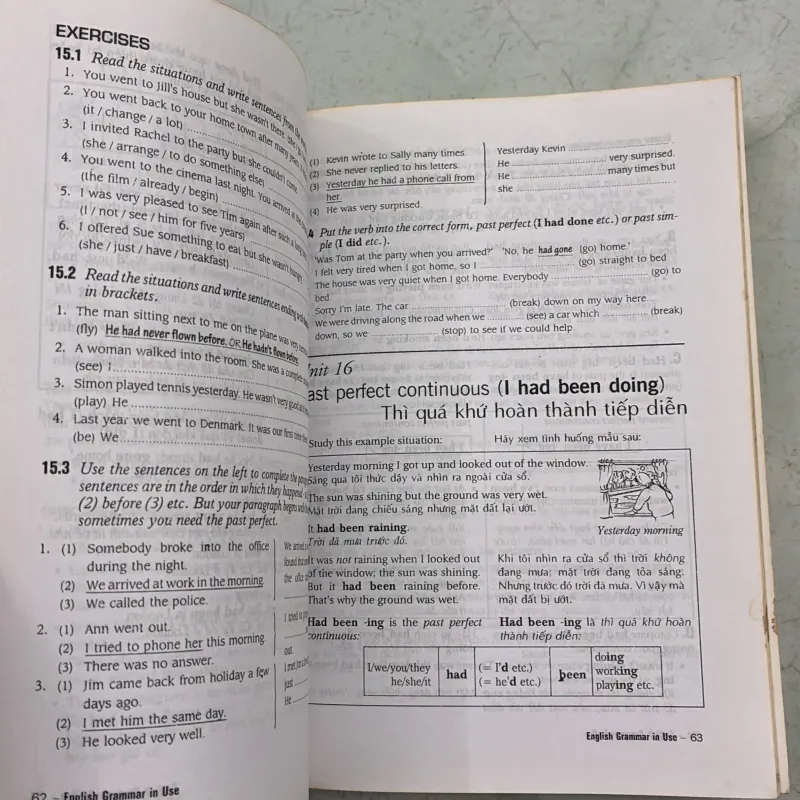 EXERCISES
15.1 Read the situations and write sentences from the
1. You went to Jill's house but she wasn't there. (she
2. You went back to your home town after many years.
(it / change / a lot) ........
3. I invited Rachel to the party but she couldn't come.
(she / arrange / to do something else)
4. You went to the cinema last night. You arrived at the
(the film / already / begin) ........
5. I was very pleased to see Tim again after such a long
(I / not / see / him for five years) ........
6. I offered Sue something to eat but she wasn't hungry.
(she / just / have / breakfast) ........
15.2 Read the situations and write sentences ending
in brackets.
1. The man sitting next to me on the plane was very
(fly) He had never flown before. OR He hadn't flown before.
2. A woman walked into the room. She was a complete
(see) I ........
3. Simon played tennis yesterday. He wasn't very good at
(play) He ........
4. Last year we went to Denmark. It was our first time
(be) We ........
15.3 Use the sentences on the left to complete the
sentences are in the order in which they happened
(2) before (3) etc. But your paragraph begins
sometimes you need the past perfect.
1. (1) Somebody broke into the office We arrived
during the night. found that
(2) We arrived at work in the morning. the office
(3) We called the police.
2. (1) Ann went out. I tried to
(2) I tried to phone her this morning.
(3) There was no answer. out.
3. (1) Jim came back from holiday a few I met Jim
days ago. just
(2) I met him the same day. He
(3) He looked very well.
62 – English Grammar in Use
(1) Kevin wrote to Sally many times. Yesterday Kevin ........
(2) She never replied to his letters. He ........ very surprised.
(3) Yesterday he had a phone call from He ........ many times but
her. she ........
(4) He was very surprised.
4 Put the verb into the correct form, past perfect (I had done etc.) or past sim-
ple (I did etc.).
'Was Tom at the party when you arrived?' 'No, he had gone (go) home.'
I felt very tired when I got home, so I ........ (go) straight to bed.
The house was very quiet when I got home. Everybody ........ (go) to
bed.
Sorry I'm late. The car ........ (break) down on my way here.
We were driving along the road when we ........ (see) a car which ........ (break)
down, so we ........ (stop) to see if we could help.
nit 16
ast perfect continuous (I had been doing)
Thì quá khứ hoàn thành tiếp diễn
Study this example situation: Hãy xem tình huống mẫu sau:
Yesterday morning I got up and looked out of the window.
Sáng qua tôi thức dậy và nhìn ra ngoài cửa sổ.
The sun was shining but the ground was very wet.
Mặt trời đang chiếu sáng nhưng mặt đất lại ướt.
It had been raining.
Trời đã mưa trước đó.
Yesterday morning
It was not raining when I looked out
of the window; the sun was shining.
But it had been raining before.
That's why the ground was wet.
Khi tôi nhìn ra cửa sổ thì trời không
đang mưa; mặt trời đang tỏa sáng.
Nhưng trước đó trời đã mưa. Vì vậy mà
mặt đất bị ướt.
Had been -ing is the past perfect
continuous:
Had been -ing là thì quá khứ hoàn
thành tiếp diễn:
I/we/you/they
he/she/it
had
(= I'd etc.)
(= he'd etc.)
been
doing
working
playing etc.
English Grammar in Use – 63